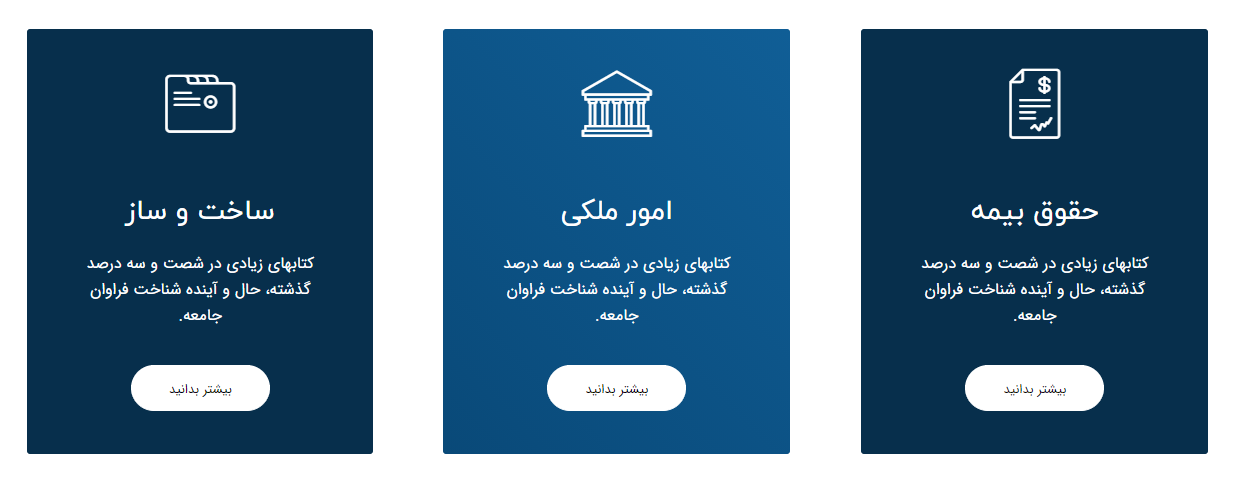 حقوق بیمه
کتابهای زیادی در شصت و سه درصد
گذشته، حال و آینده شناخت فراوان
جامعه.
بیشتر بدانید
امور ملکی
کتابهای زیادی در شصت و سه درصد
گذشته، حال و آینده شناخت فراوان
جامعه.
بیشتر بدانید
ساخت و ساز
کتابهای زیادی در شصت و سه درصد
گذشته، حال و آینده شناخت فراوان
جامعه.
بیشتر بدانید